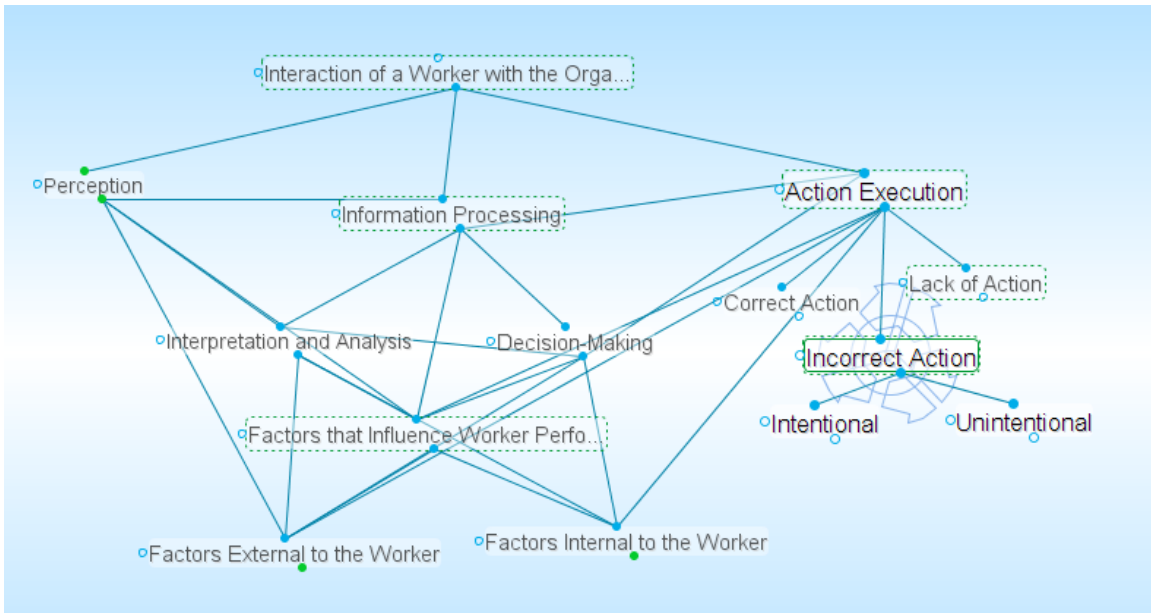 Interaction of a Worker with the Orga...
Perception
Action Execution
Information Processing
Lack of Action
Correct Action
Interpretation and Analysis
Decision-Making
Incorrect Action
Intentional
Unintentional
Factors that Influence Worker Perfo...
Factors External to the Worker
Factors Internal to the Worker